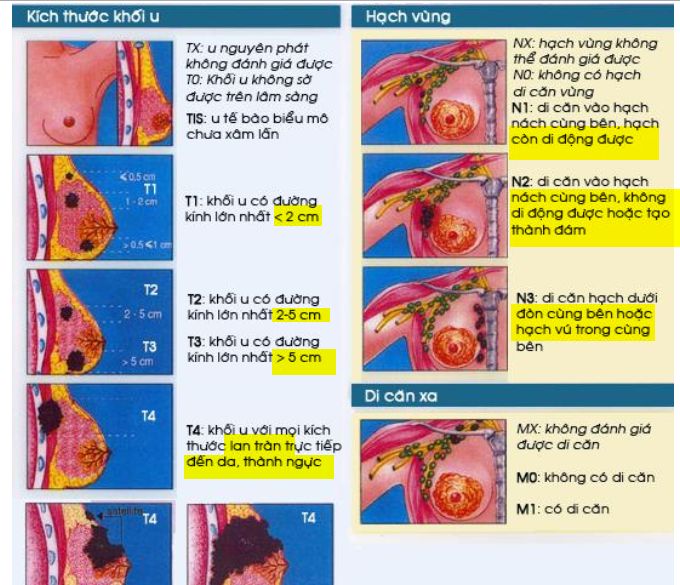 Kích thước khối u
TX: u nguyên phát
không đánh giá được
T0: Khối u không sờ
được trên lâm sàng
TIS: u tế bào biểu mô
chưa xâm lấn
≤ 0,5 cm
T1
1 - 2 cm
> 0.5 ≤ 1 cm
T1: khối u có đường
kính lớn nhất < 2 cm
T2
2 - 5 cm
T3
> 5 cm
T2: khối u có đường
kính lớn nhất 2-5 cm
T3: khối u có đường
kính lớn nhất > 5 cm
T4
T4: khối u với mọi kích
thước lan tràn trực tiếp
đến da, thành ngực
satellite
T4
T4
Hạch vùng
NX: hạch vùng không
thể đánh giá được
N0: không có hạch
di căn vùng
N1: di căn vào hạch
nách cùng bên, hạch
còn di động được
N2: di căn vào hạch
nách cùng bên, không
di động được hoặc tạo
thành đám
N3: di căn hạch dưới
đòn cùng bên hoặc
hạch vú trong cùng
bên
Di căn xa
MX: không đánh giá
được di căn
M0: không có di căn
M1: có di căn